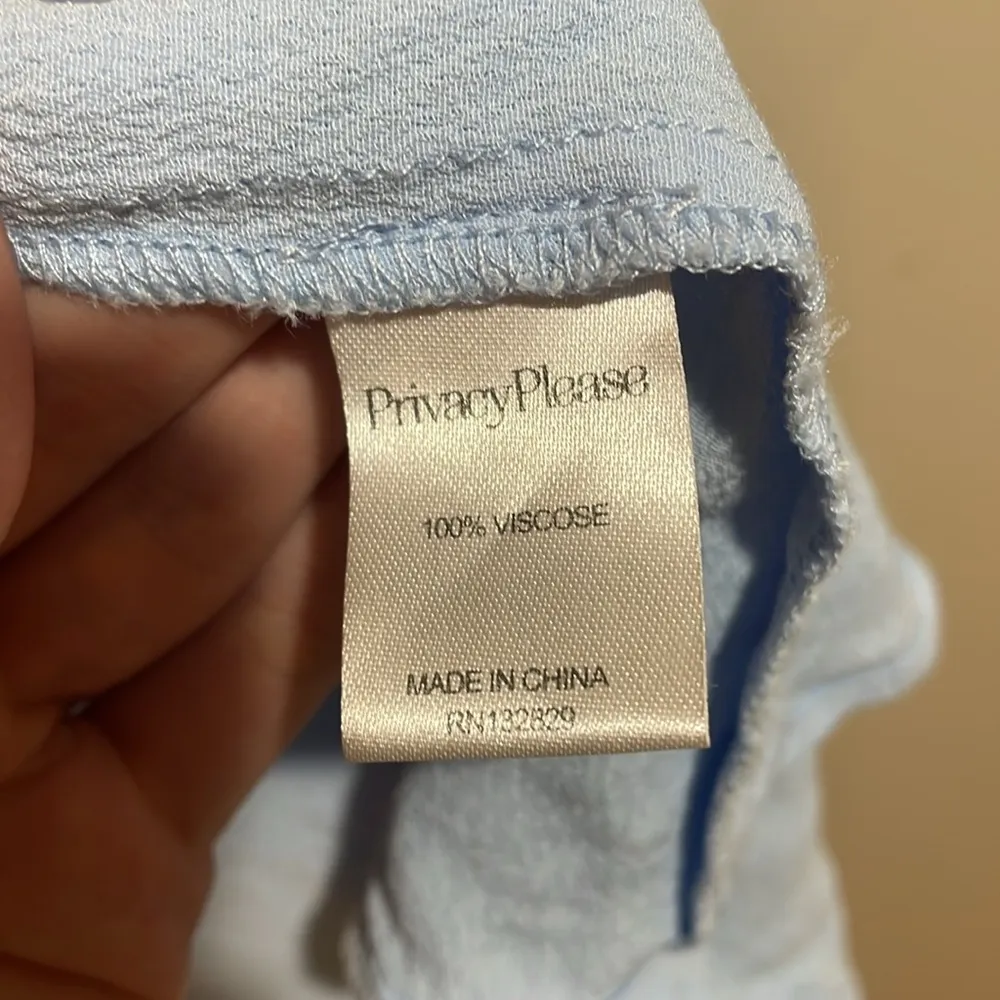 PrivacyPlease
100% VISCOSE
MADE IN CHINA
RN132829